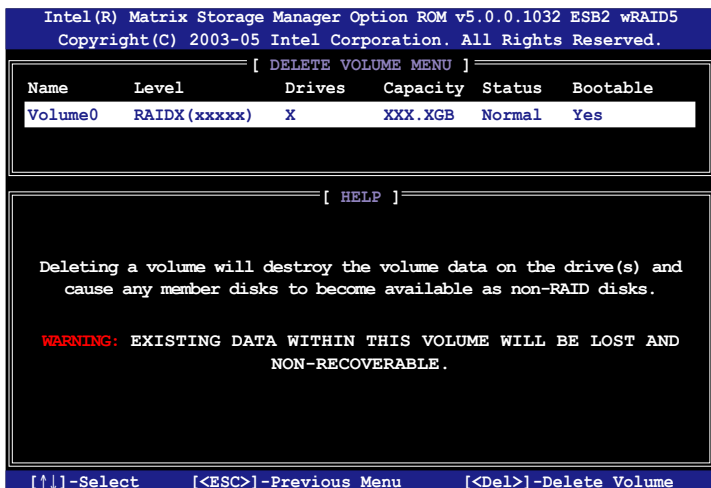 Intel(R) Matrix Storage Manager Option ROM v5.0.0.1032 ESB2 wRAID5
Copyright(C) 2003-05 Intel Corporation. All Rights Reserved.
[ DELETE VOLUME MENU ]
Name Level Drives Capacity Status Bootable
Volume0 RAIDX(xxxxx) X XXX.XGB Normal Yes
[ HELP ]
Deleting a volume will destroy the volume data on the drive(s) and
cause any member disks to become available as non-RAID disks.
WARNING: EXISTING DATA WITHIN THIS VOLUME WILL BE LOST AND
NON-RECOVERABLE.
[↑↓]-Select [<ESC>]-Previous Menu [<Del>]-Delete Volume